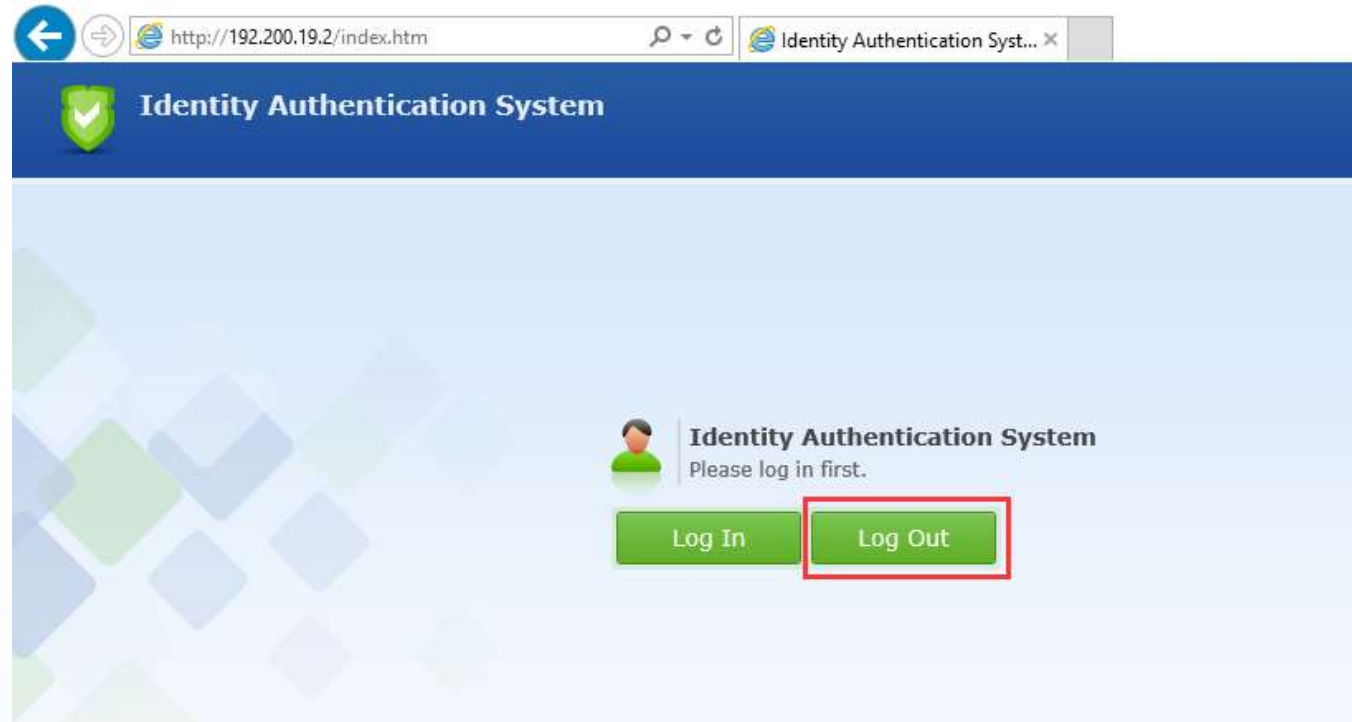 http://192.200.19.2/index.htm
Identity Authentication Syst...
Identity Authentication System
Identity Authentication System
Please log in first.
Log In
Log Out